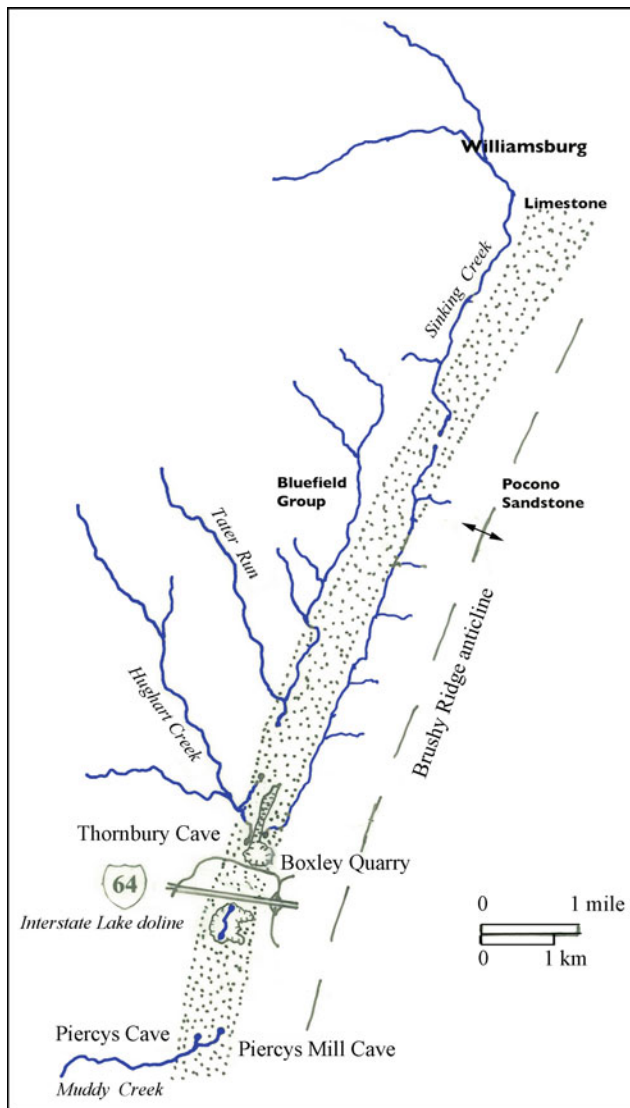 Williamsburg
Limestone
Sinking Creek
Bluefield
Group
Pocono
Sandstone
Tater Run
Hughart Creek
Brushy Ridge anticline
Thornbury Cave
Boxley Quarry
64
Interstate Lake doline
0 1 mile
0 1 km
Piercys Cave
Piercys Mill Cave
Muddy Creek